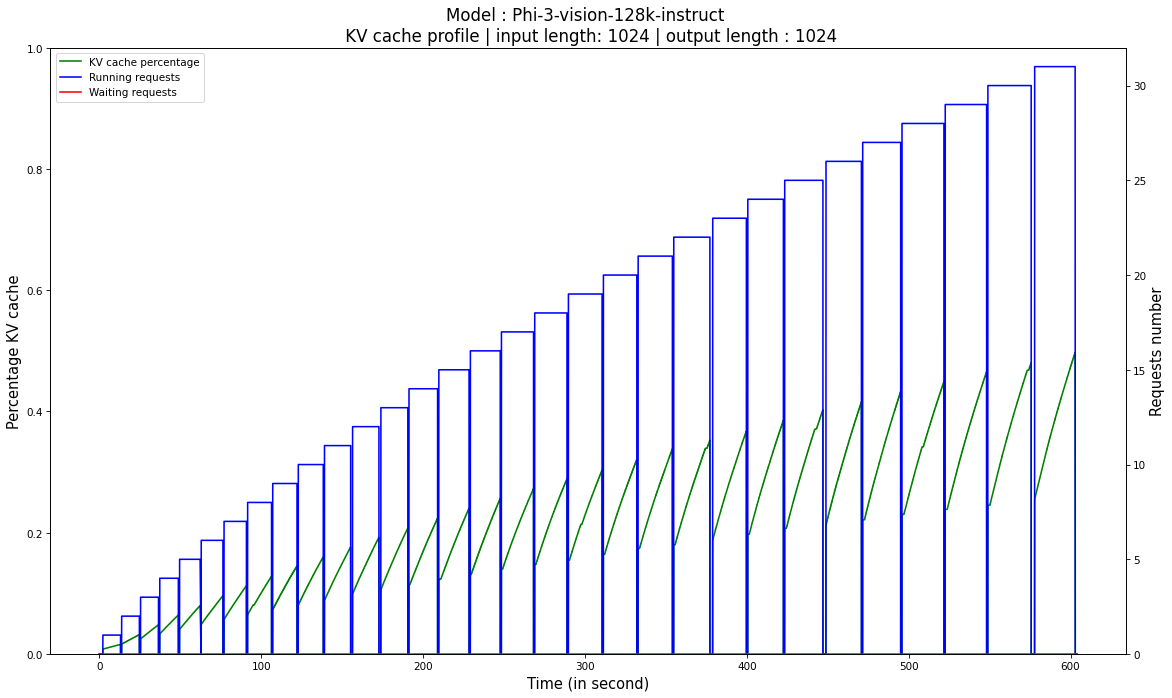 Model : Phi-3-vision-128k-instruct
KV cache profile | input length: 1024 | output length : 1024
KV cache percentage
Running requests
Waiting requests
Percentage KV cache
1.0
0.8
0.6
0.4
0.2
0.0
30
25
20
15
10
5
0
Requests number
0
100
200
300
400
500
600
Time (in second)